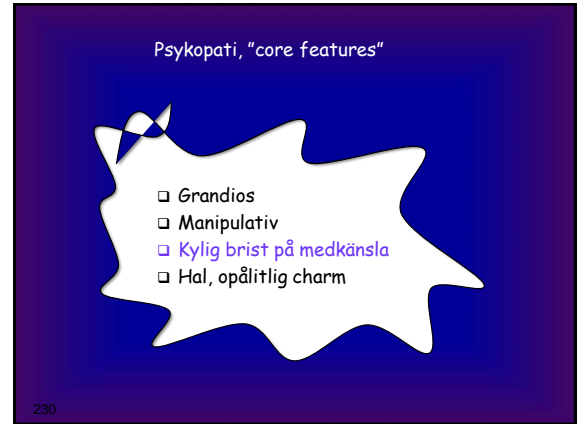 Psykopati, ”core features”
❑ Grandios
❑ Manipulativ
❑ Kylig brist på medkänsla
❑ Hal, opålitlig charm
230